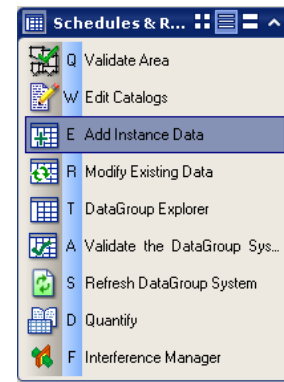 Schedules & R...
Q Validate Area
W Edit Catalogs
E Add Instance Data
R Modify Existing Data
T DataGroup Explorer
A Validate the DataGroup Sys...
S Refresh DataGroup System
D Quantify
F Interference Manager